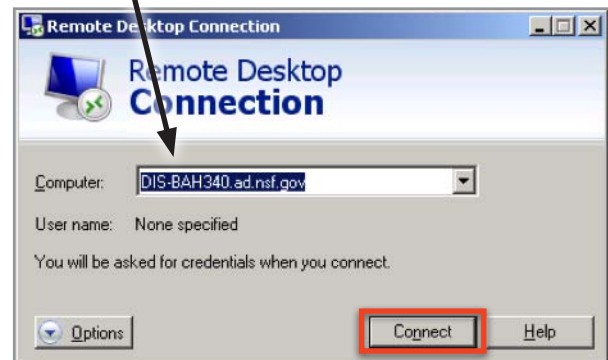 Remote Desktop Connection
Remote Desktop
Connection
Computer: DIS-BAH340.ad.nsf.gov
User name: None specified
You will be asked for credentials when you connect.
Options Connect Help